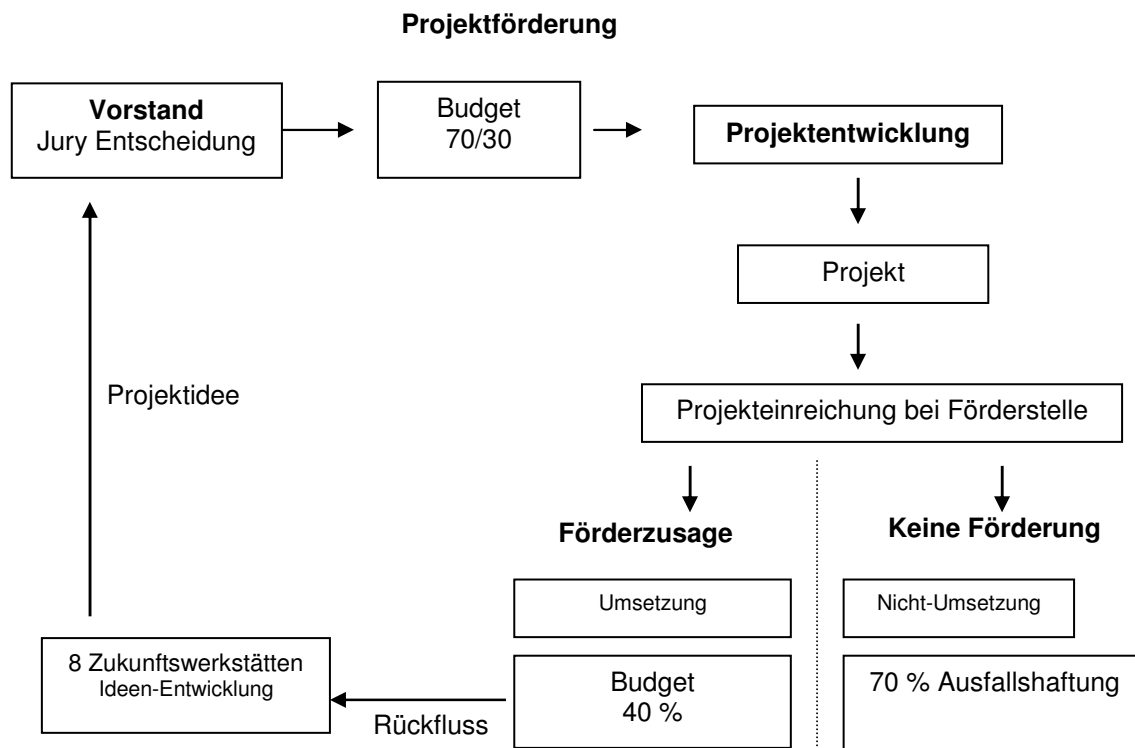 Projektförderung
Vorstand
Jury Entscheidung
Budget
70/30
Projektentwicklung
Projekt
Projektidee
Projekteinreichung bei Förderstelle
Förderzusage
Keine Förderung
Umsetzung
Nicht-Umsetzung
8 Zukunftswerkstätten
Ideen-Entwicklung
Rückfluss
Budget
40 %
70 % Ausfallshaftung